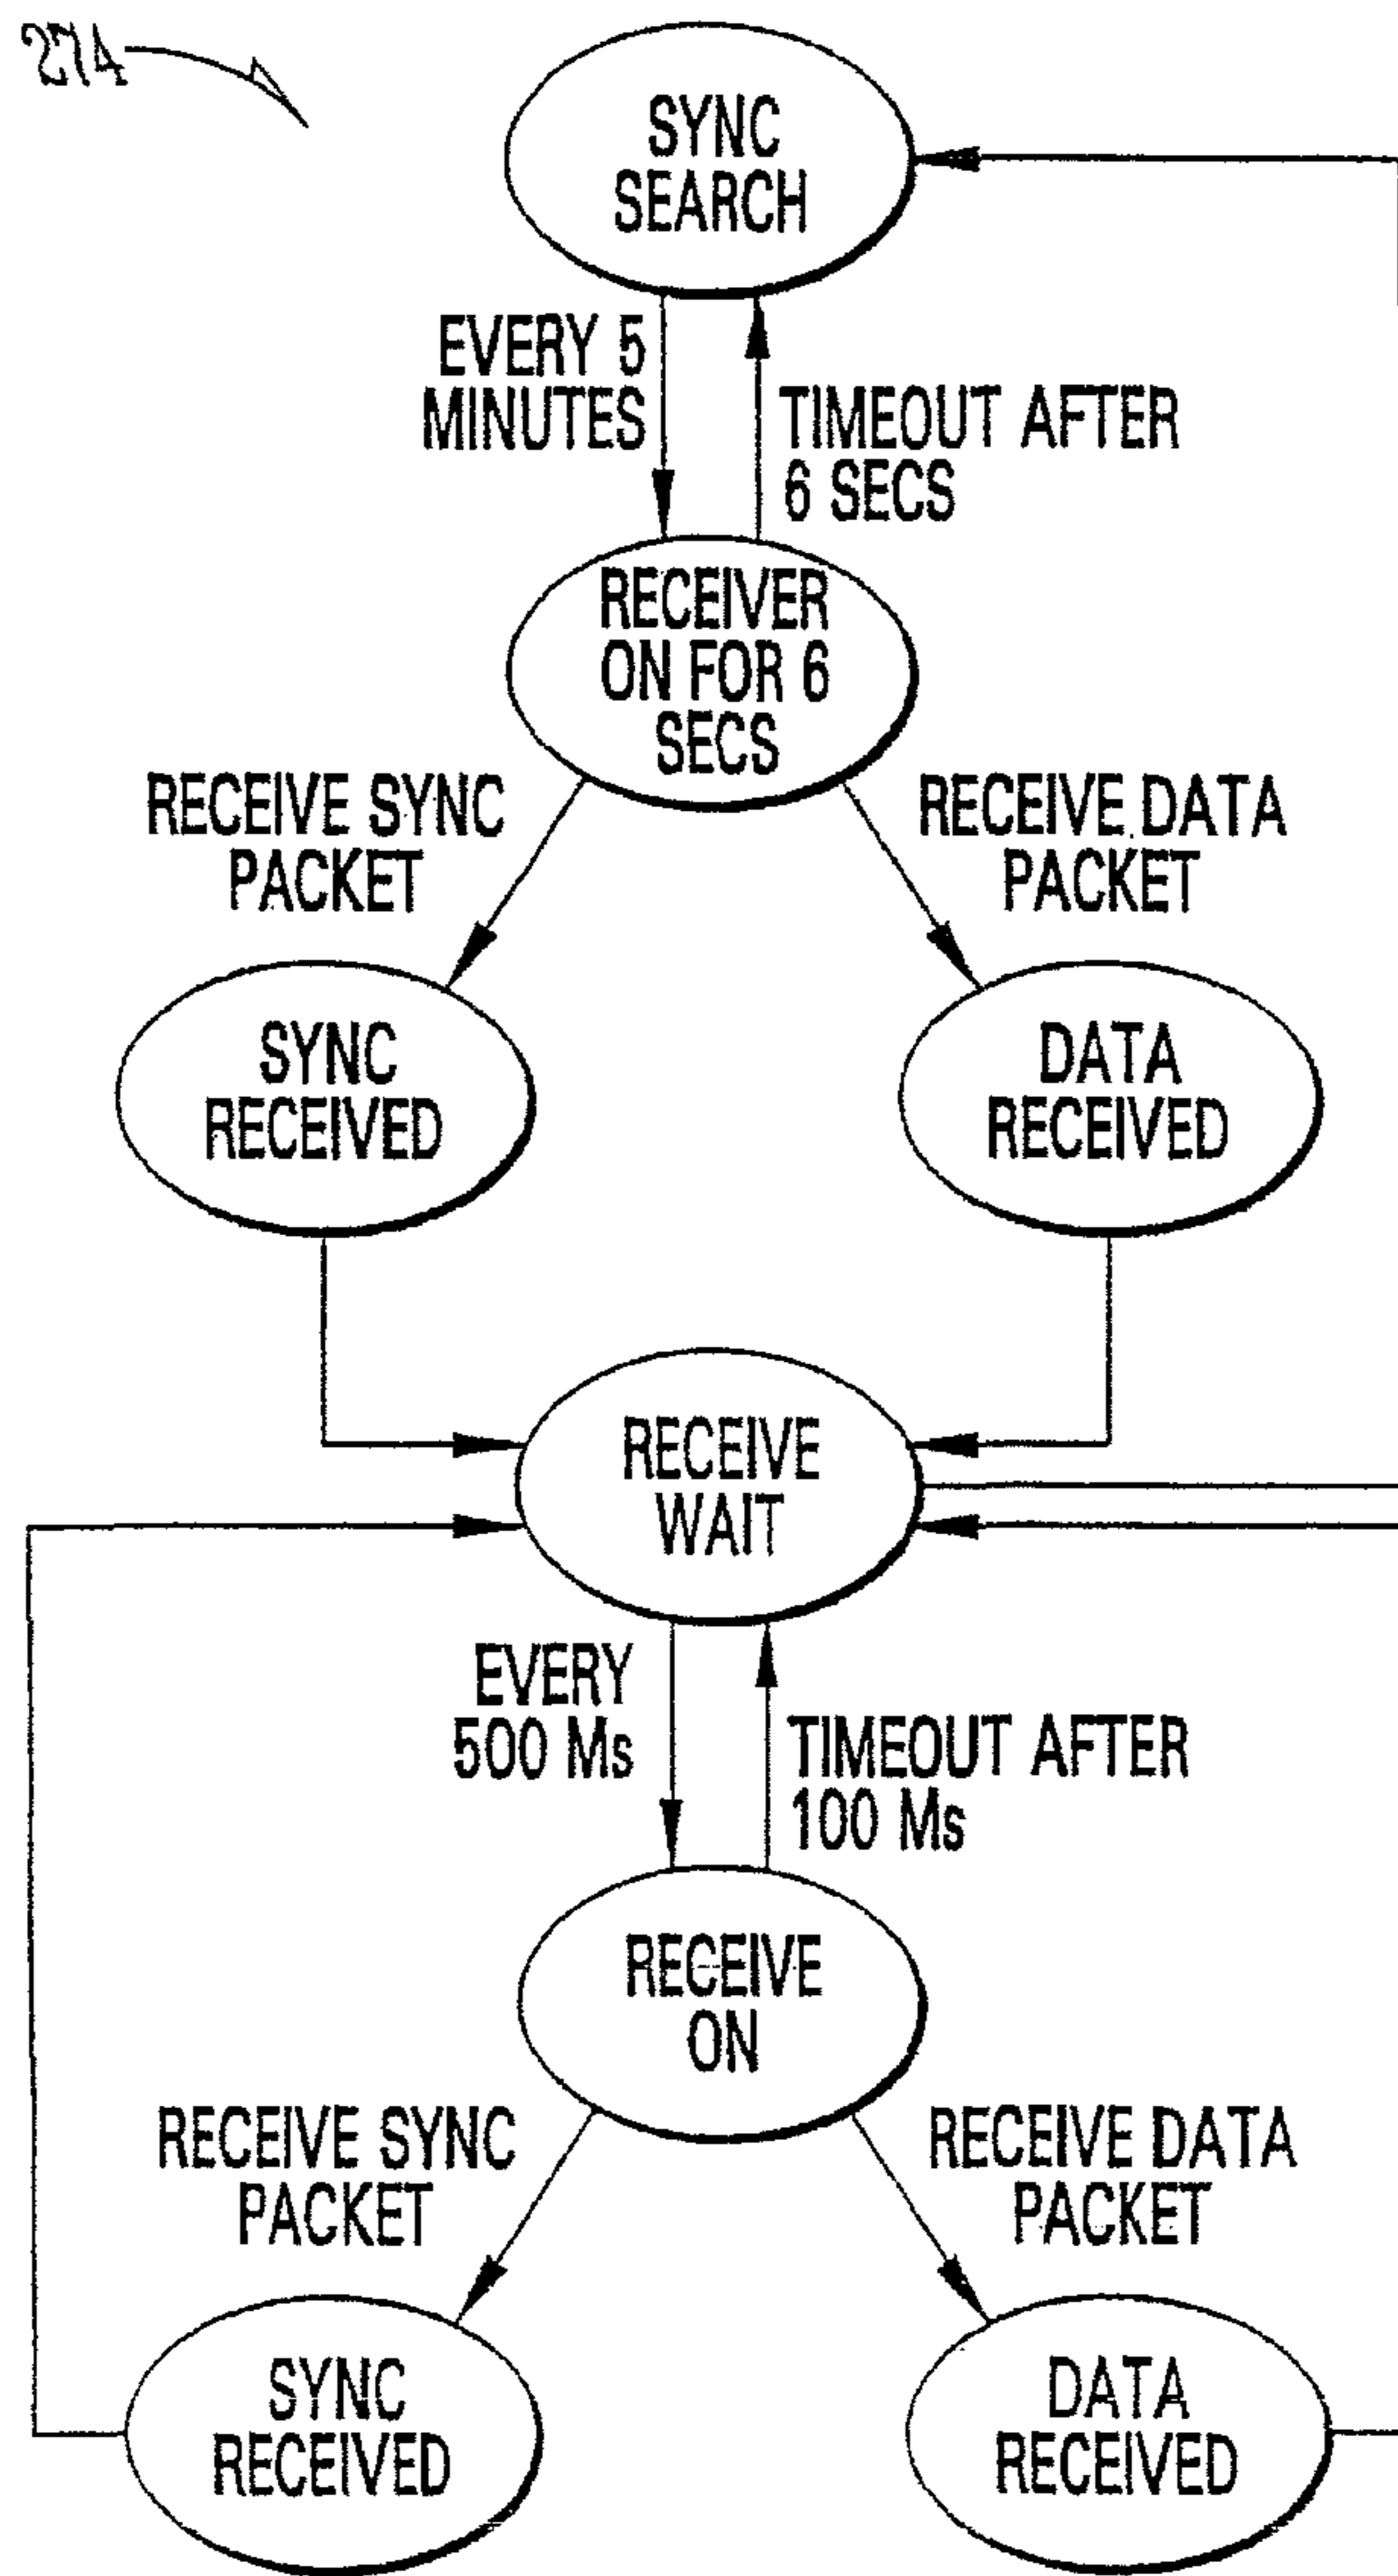 274
SYNC
SEARCH
EVERY 5
MINUTES
TIMEOUT AFTER
6 SECS
RECEIVER
ON FOR 6
SECS
RECEIVE SYNC
PACKET
RECEIVE DATA
PACKET
SYNC
RECEIVED
DATA
RECEIVED
RECEIVE
WAIT
EVERY
500 Ms
TIMEOUT AFTER
100 Ms
RECEIVE
ON
RECEIVE SYNC
PACKET
RECEIVE DATA
PACKET
SYNC
RECEIVED
DATA
RECEIVED